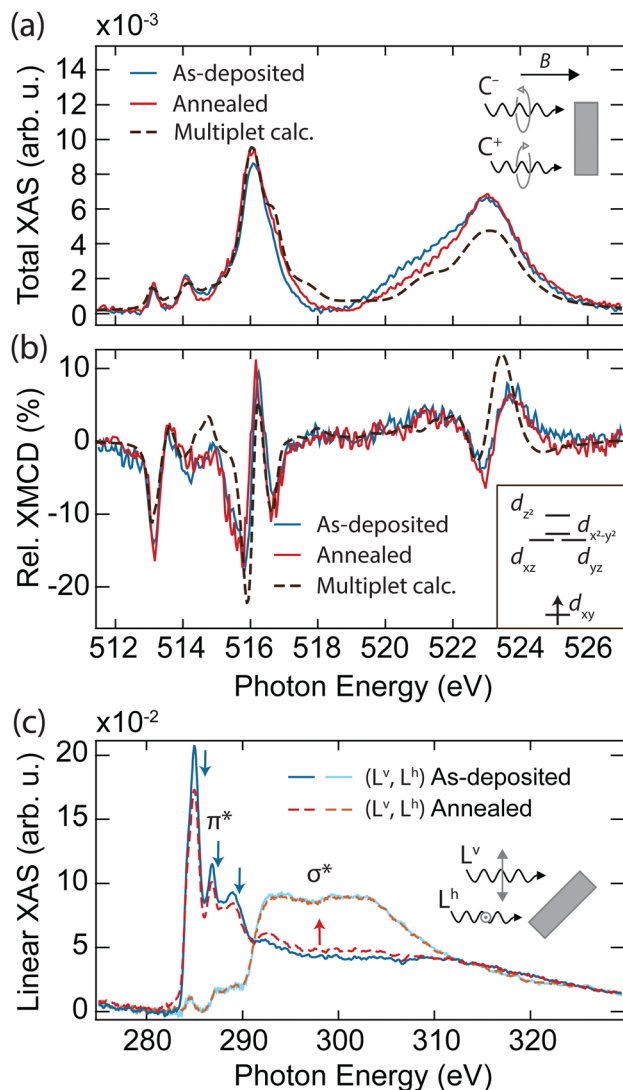 (a)
x10⁻³
Total XAS (arb. u.)
14
12
10
8
6
4
2
0
As-deposited
Annealed
Multiplet calc.
B
C⁻
C⁺
(b)
Rel. XMCD (%)
10
0
-10
-20
As-deposited
Annealed
Multiplet calc.
d_z²
d_x²-y²
d_xz
d_yz
d_xy
512 514 516 518 520 522 524 526
Photon Energy (eV)
(c)
x10⁻²
Linear XAS (arb. u.)
20
15
10
5
0
(Lᵛ, Lʰ) As-deposited
(Lᵛ, Lʰ) Annealed
π*
σ*
Lᵛ
Lʰ
280 290 300 310 320
Photon Energy (eV)